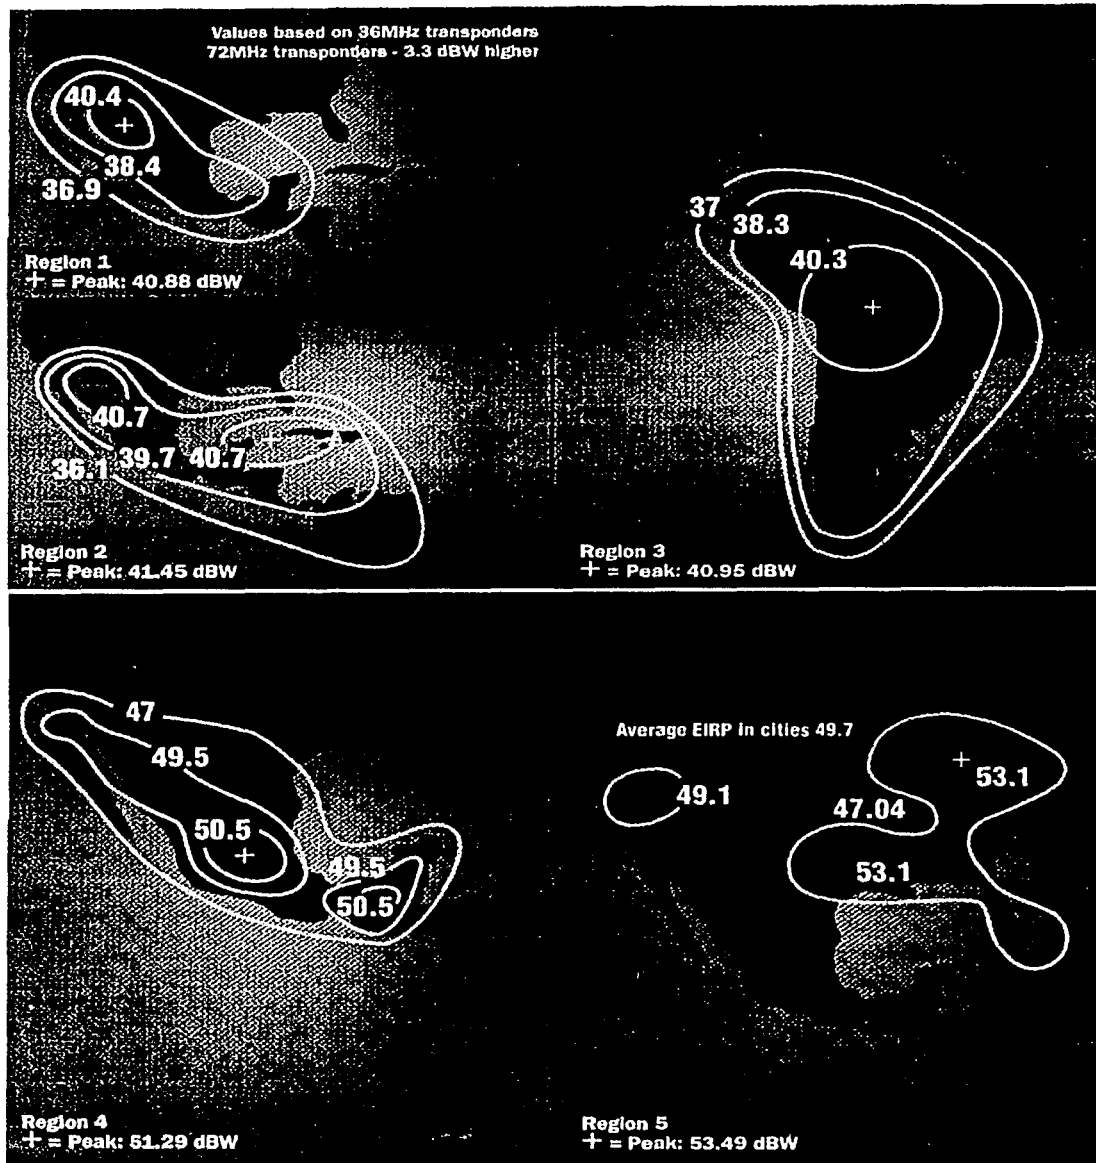 Values based on 36MHz transponders
72MHz transponders - 3.3 dBW higher
40.4
38.4
36.9
Region 1
+ = Peak: 40.88 dBW
40.7
36.1
39.7
40.7
Region 2
+ = Peak: 41.45 dBW
37
38.3
40.3
Region 3
+ = Peak: 40.95 dBW
47
49.5
50.5
49.5
50.5
Region 4
+ = Peak: 51.29 dBW
Average EIRP in cities 49.7
49.1
53.1
47.04
53.1
Region 5
+ = Peak: 53.49 dBW